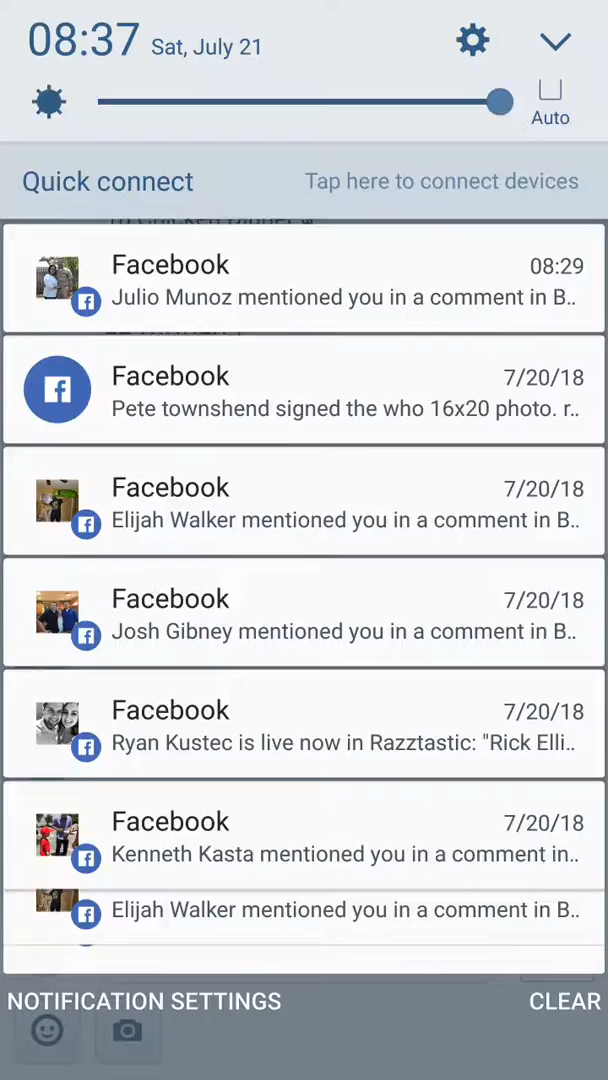 08:37 Sat, July 21
Auto
Quick connect Tap here to connect devices
Facebook 08:29
Julio Munoz mentioned you in a comment in B..
Facebook 7/20/18
Pete townshend signed the who 16x20 photo. r..
Facebook 7/20/18
Elijah Walker mentioned you in a comment in B..
Facebook 7/20/18
Josh Gibney mentioned you in a comment in B..
Facebook 7/20/18
Ryan Kustec is live now in Razztastic: "Rick Elli..
Facebook 7/20/18
Kenneth Kasta mentioned you in a comment in..
Elijah Walker mentioned you in a comment in B..
NOTIFICATION SETTINGS CLEAR